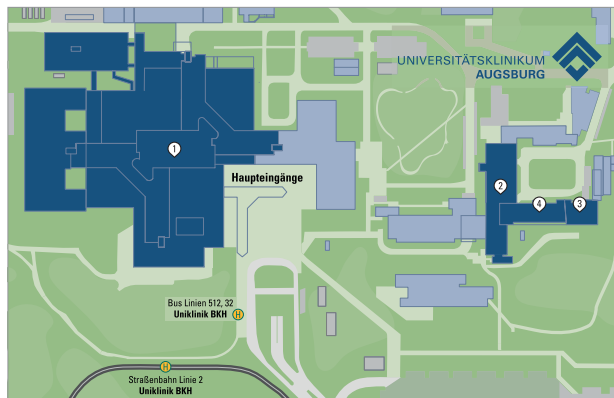 UNIVERSITÄTSKLINIKUM
AUGSBURG
1
Haupteingänge
2
4
3
Bus Linien 512, 32
Uniklinik BKH
H
H
Straßenbahn Linie 2
Uniklinik BKH